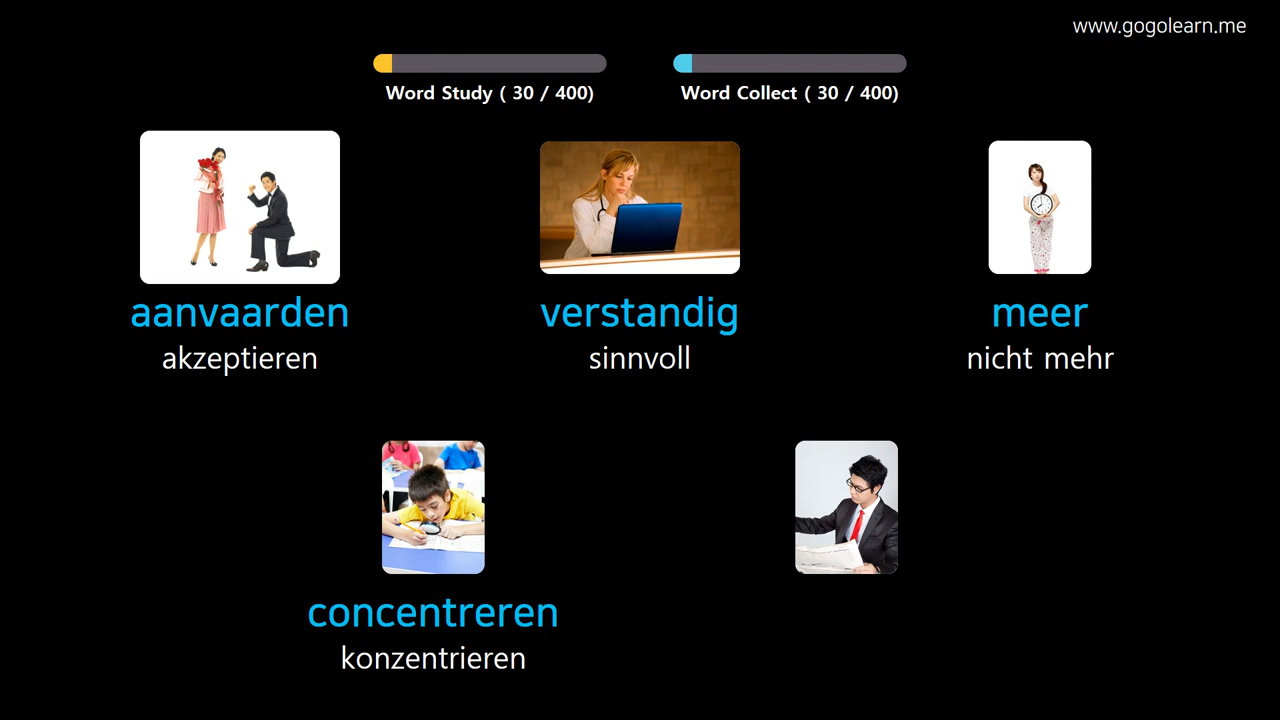 www.gogolearn.me
Word Study ( 30 / 400)
Word Collect ( 30 / 400)
aanvaarden
akzeptieren
verstandig
sinnvoll
meer
nicht mehr
concentreren
konzentrieren